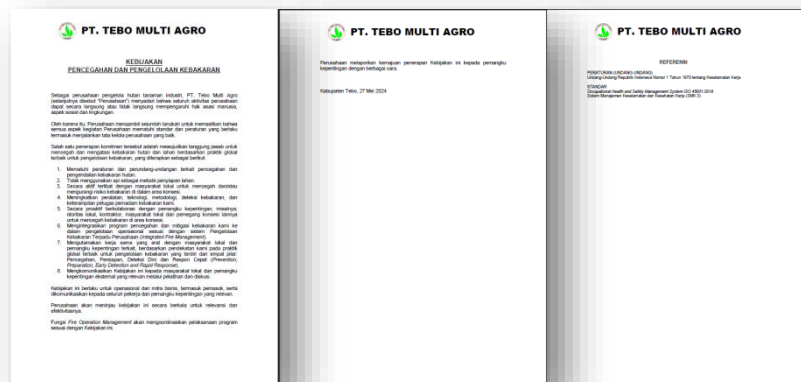 PT. TEBO MULTI AGRO
KEBIJAKAN
PENCEGAHAN DAN PENGELOLAAN KEBAKARAN
Sebagai perusahaan pengelola hutan tanaman industri, PT. Tebo Multi Agro
(selanjutnya disebut "Perusahaan") menyadari bahwa seluruh aktivitas perusahaan
dapat secara langsung atau tidak langsung mempengaruhi hak asasi manusia,
aspek sosial dan lingkungan.
Oleh karena itu, Perusahaan mengambil sejumlah langkah untuk memastikan bahwa
semua aspek kegiatan Perusahaan mematuhi standar dan peraturan yang berlaku
termasuk menjalankan tata kelola perusahaan yang baik.
Salah satu penerapan komitmen tersebut adalah mewujudkan tanggung jawab untuk
mencegah dan mengatasi kebakaran hutan dan lahan berdasarkan praktik global
terbaik untuk pengelolaan kebakaran, yang diterapkan sebagai berikut:
1. Mematuhi peraturan dan perundang-undangan terkait pencegahan dan
pengendalian kebakaran hutan.
2. Tidak menggunakan api sebagai metode penyiapan lahan.
3. Secara aktif terlibat dengan masyarakat lokal untuk mencegah dan/atau
mengurangi risiko kebakaran di dalam area konsesi.
4. Meningkatkan peralatan, teknologi, metodologi, deteksi kebakaran, dan
keterampilan petugas pemadam kebakaran kami.
5. Secara proaktif berkolaborasi dengan pemangku kepentingan, misalnya;
otoritas lokal, kontraktor, masyarakat lokal dan pemegang konsesi lainnya
untuk mencegah kebakaran di area konsesi.
6. Mengintegrasikan program pencegahan dan mitigasi kebakaran kami ke
dalam pengelolaan operasional sesuai dengan sistem Pengelolaan
Kebakaran Terpadu Perusahaan (Integrated Fire Management).
7. Mengutamakan kerja sama yang erat dengan masyarakat lokal dan
pemangku kepentingan terkait, berdasarkan pendekatan kami pada praktik
global terbaik untuk pengelolaan kebakaran yang terdiri dari empat pilar:
Pencegahan, Persiapan, Deteksi Dini dan Respon Cepat (Prevention,
Preparation, Early Detection and Rapid Response).
8. Mengkomunikasikan Kebijakan ini kepada masyarakat lokal dan pemangku
kepentingan eksternal yang relevan melalui pelatihan dan diskusi.
Kebijakan ini berlaku untuk operasional dan mitra bisnis, termasuk pemasok, serta
dikomunikasikan kepada seluruh pekerja dan pemangku kepentingan yang relevan.
Perusahaan akan meninjau kebijakan ini secara berkala untuk relevansi dan
efektivitasnya.
Fungsi Fire Operation Management akan mengoordinasikan pelaksanaan program
sesuai dengan Kebijakan ini.
PT. TEBO MULTI AGRO
Perusahaan melaporkan kemajuan penerapan Kebijakan ini kepada pemangku
kepentingan dengan berbagai cara.
Kabupaten Tebo, 27 Mei 2024
PT. TEBO MULTI AGRO
REFERENSI
PERATURAN (UNDANG-UNDANG)
Undang-undang Republik Indonesia Nomor 1 Tahun 1970 tentang Keselamatan Kerja
STANDAR
Occupational Health and Safety Management System ISO 45001:2018
Sistem Manajemen Keselamatan dan Kesehatan Kerja (SMK 3)